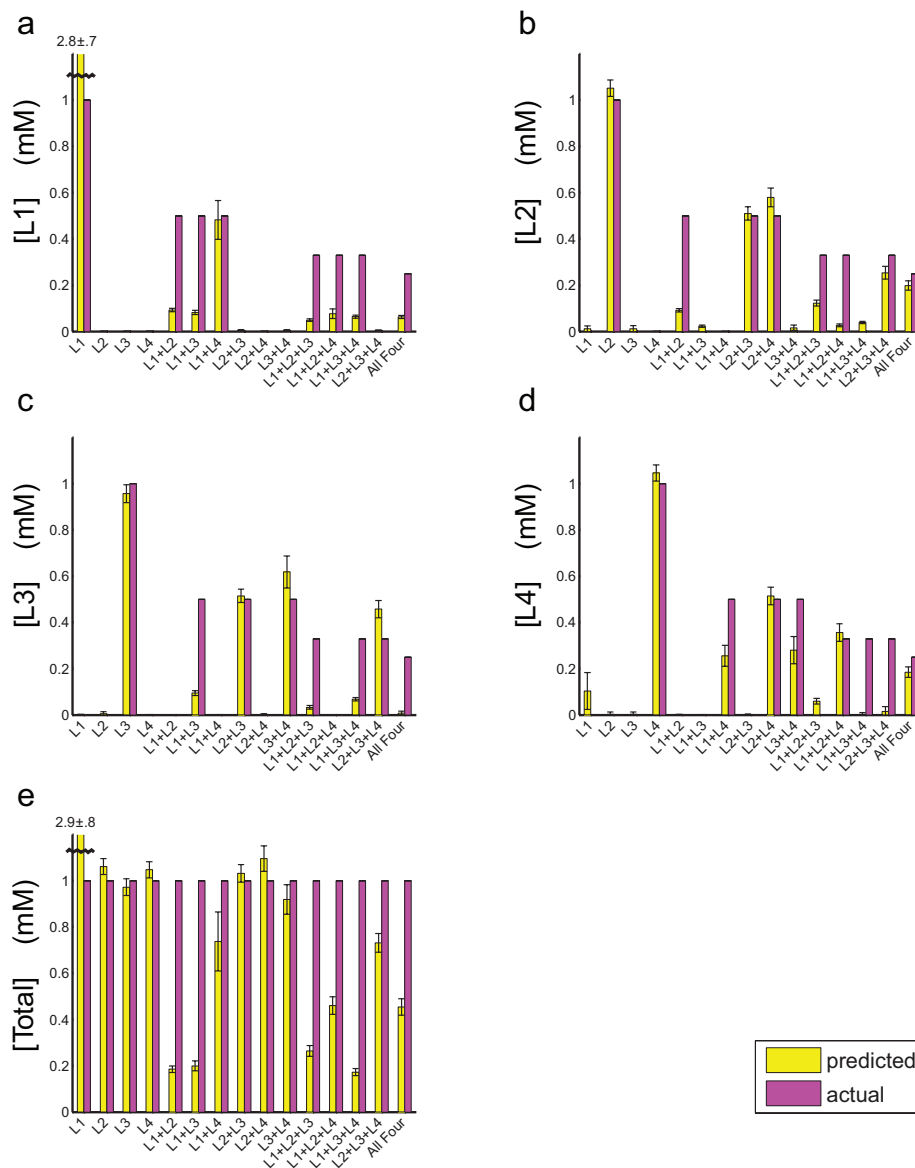 a
2.8±.7
[L1] (mM)
1
0.8
0.6
0.4
0.2
0
L1
L2
L3
L4
L1+L2
L1+L3
L1+L4
L2+L3
L2+L4
L3+L4
L1+L2+L3
L1+L2+L4
L1+L3+L4
L2+L3+L4
All Four
b
[L2] (mM)
1
0.8
0.6
0.4
0.2
0
L1
L2
L3
L4
L1+L2
L1+L3
L1+L4
L2+L3
L2+L4
L3+L4
L1+L2+L3
L1+L2+L4
L1+L3+L4
L2+L3+L4
All Four
c
[L3] (mM)
1
0.8
0.6
0.4
0.2
0
L1
L2
L3
L4
L1+L2
L1+L3
L1+L4
L2+L3
L2+L4
L3+L4
L1+L2+L3
L1+L2+L4
L1+L3+L4
L2+L3+L4
All Four
d
[L4] (mM)
1
0.8
0.6
0.4
0.2
0
L1
L2
L3
L4
L1+L2
L1+L3
L1+L4
L2+L3
L2+L4
L3+L4
L1+L2+L3
L1+L2+L4
L1+L3+L4
L2+L3+L4
All Four
e
2.9±.8
[Total] (mM)
1
0.8
0.6
0.4
0.2
0
L1
L2
L3
L4
L1+L2
L1+L3
L1+L4
L2+L3
L2+L4
L3+L4
L1+L2+L3
L1+L2+L4
L1+L3+L4
L2+L3+L4
All Four
predicted
actual